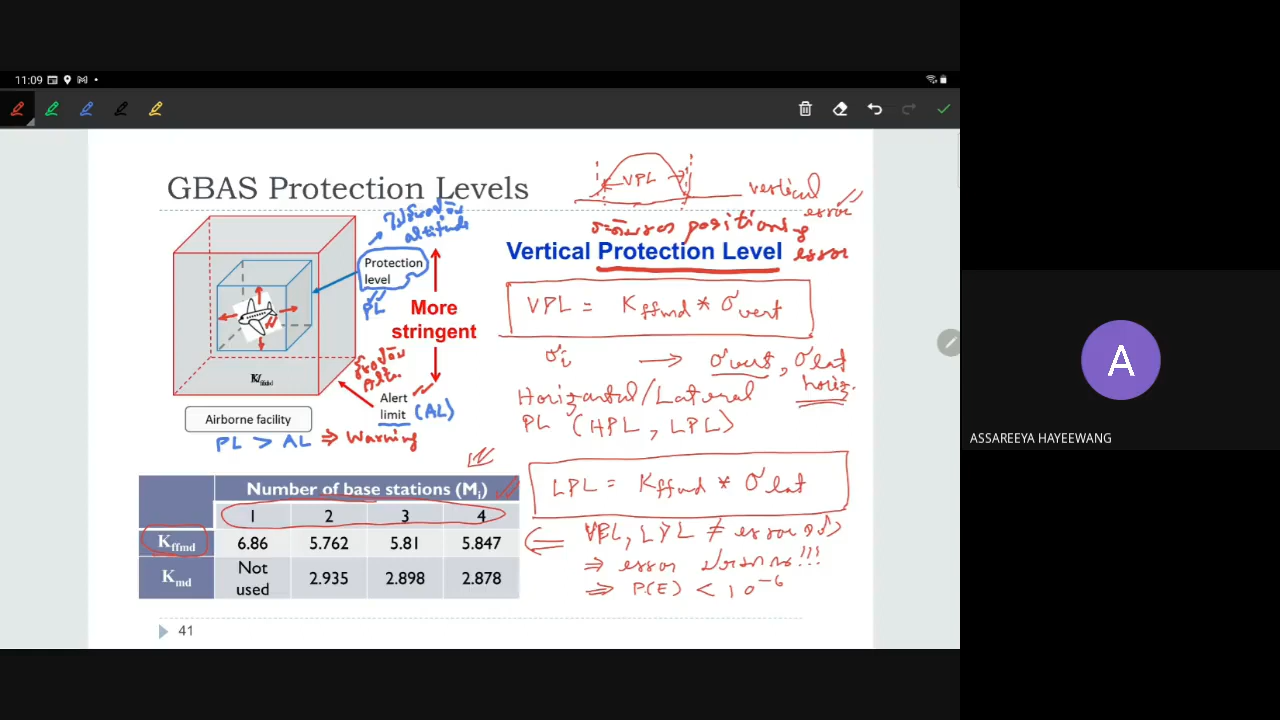 11:09
GBAS Protection Levels
VPL
vertical
error
positioning
error
altitude
Protection
level
PL
Vertical Protection Level
More
stringent
VPL = Kffmd * σvert
σi → σvert, σlat
horiz.
Horizontal/Lateral
PL (HPL, LPL)
Alert
limit (AL)
Airborne facility
PL > AL ⇒ Warning
LPL = Kffmd * σlat
Number of base stations (Mi)
1 2 3 4
Kffmd 6.86 5.762 5.81 5.847
Kmd Not used 2.935 2.898 2.878
VPL, LPL ≠ error
⇒ error !!!
⇒ P(E) < 10^-6
41
A
ASSAREEYA HAYEEWANG